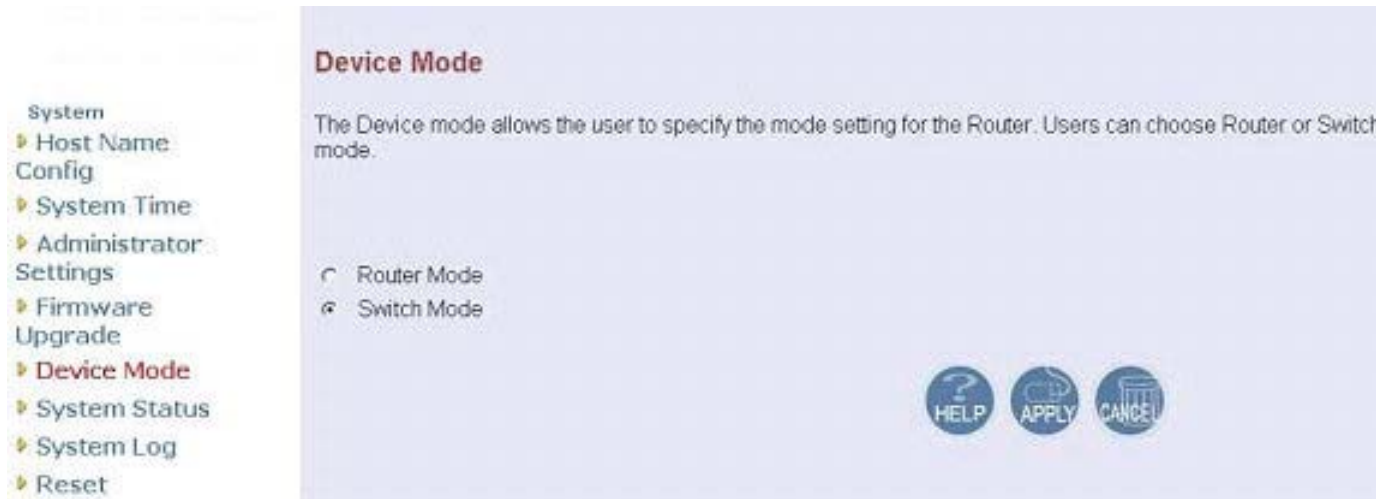 System
Host Name
Config
System Time
Administrator
Settings
Firmware
Upgrade
Device Mode
System Status
System Log
Reset
Device Mode
The Device mode allows the user to specify the mode setting for the Router. Users can choose Router or Switch
mode.
Router Mode
Switch Mode
HELP
APPLY
CANCEL